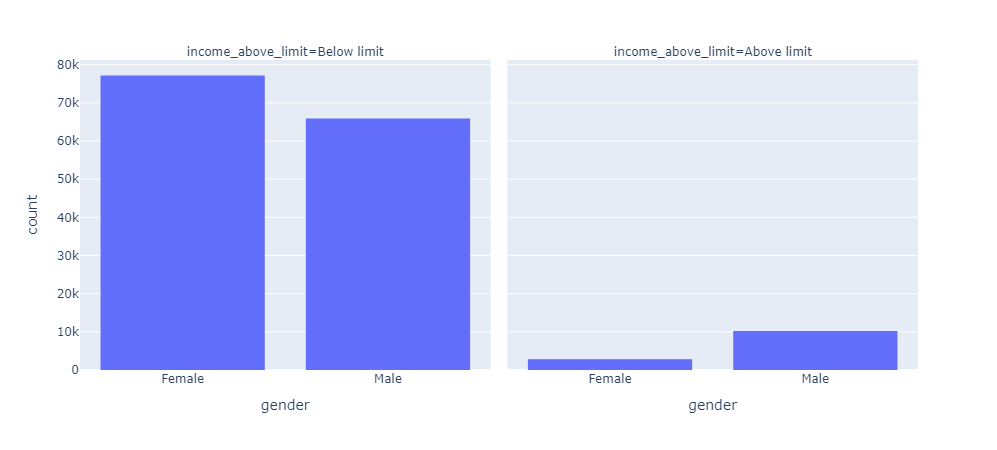 income_above_limit=Below limit
income_above_limit=Above limit
80k
70k
60k
50k
40k
30k
20k
10k
0
count
Female
Male
Female
Male
gender
gender